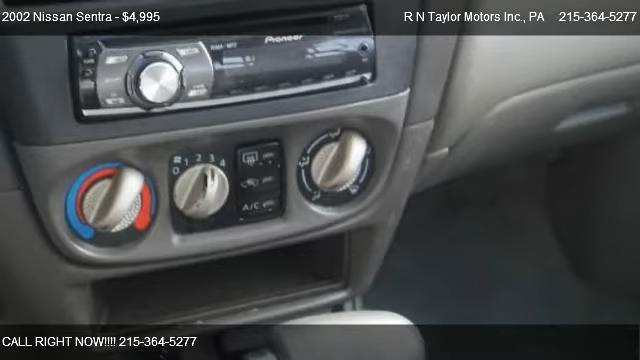 2002 Nissan Sentra - $4,995
R N Taylor Motors Inc., PA 215-364-5277
Pioneer
0 1 2 3 4
A/C
CALL RIGHT NOW!!!! 215-364-5277